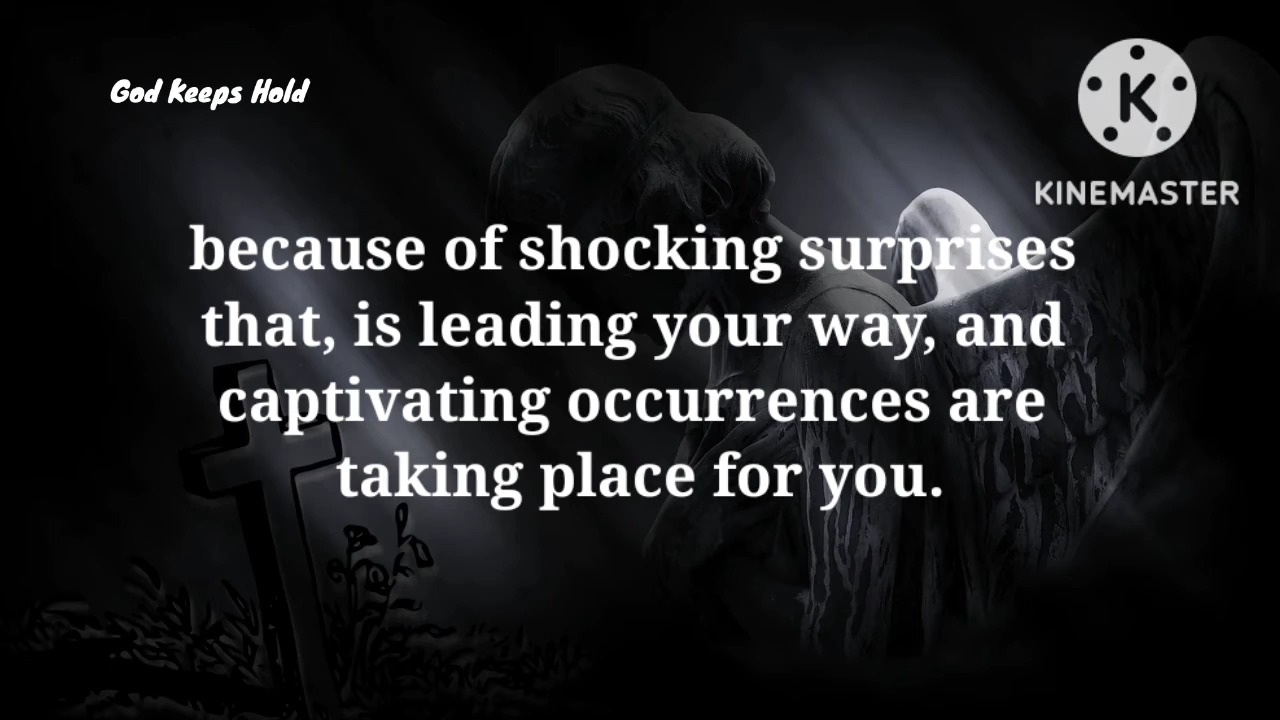 God Keeps Hold
KINEMASTER
because of shocking surprises
that, is leading your way, and
captivating occurrences are
taking place for you.